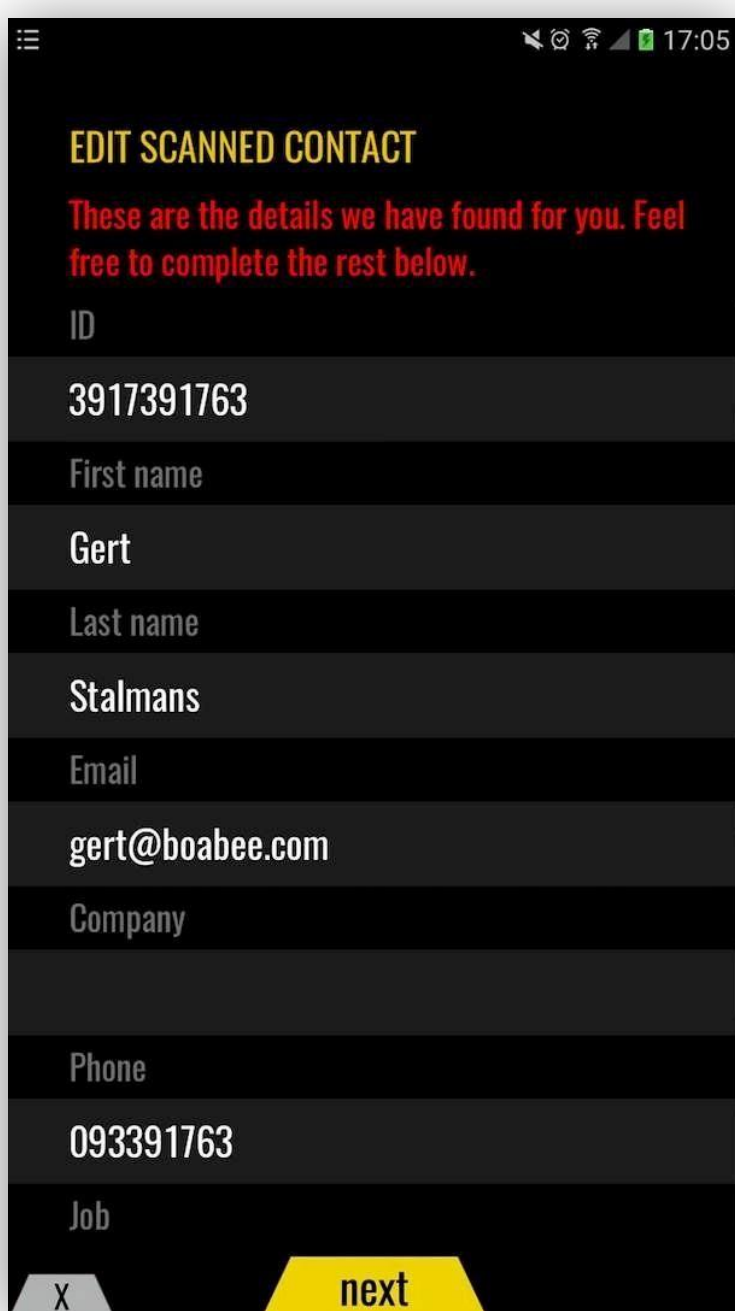 17:05
EDIT SCANNED CONTACT
These are the details we have found for you. Feel
free to complete the rest below.
ID
3917391763
First name
Gert
Last name
Stalmans
Email
gert@boabee.com
Company
Phone
093391763
Job
X
next